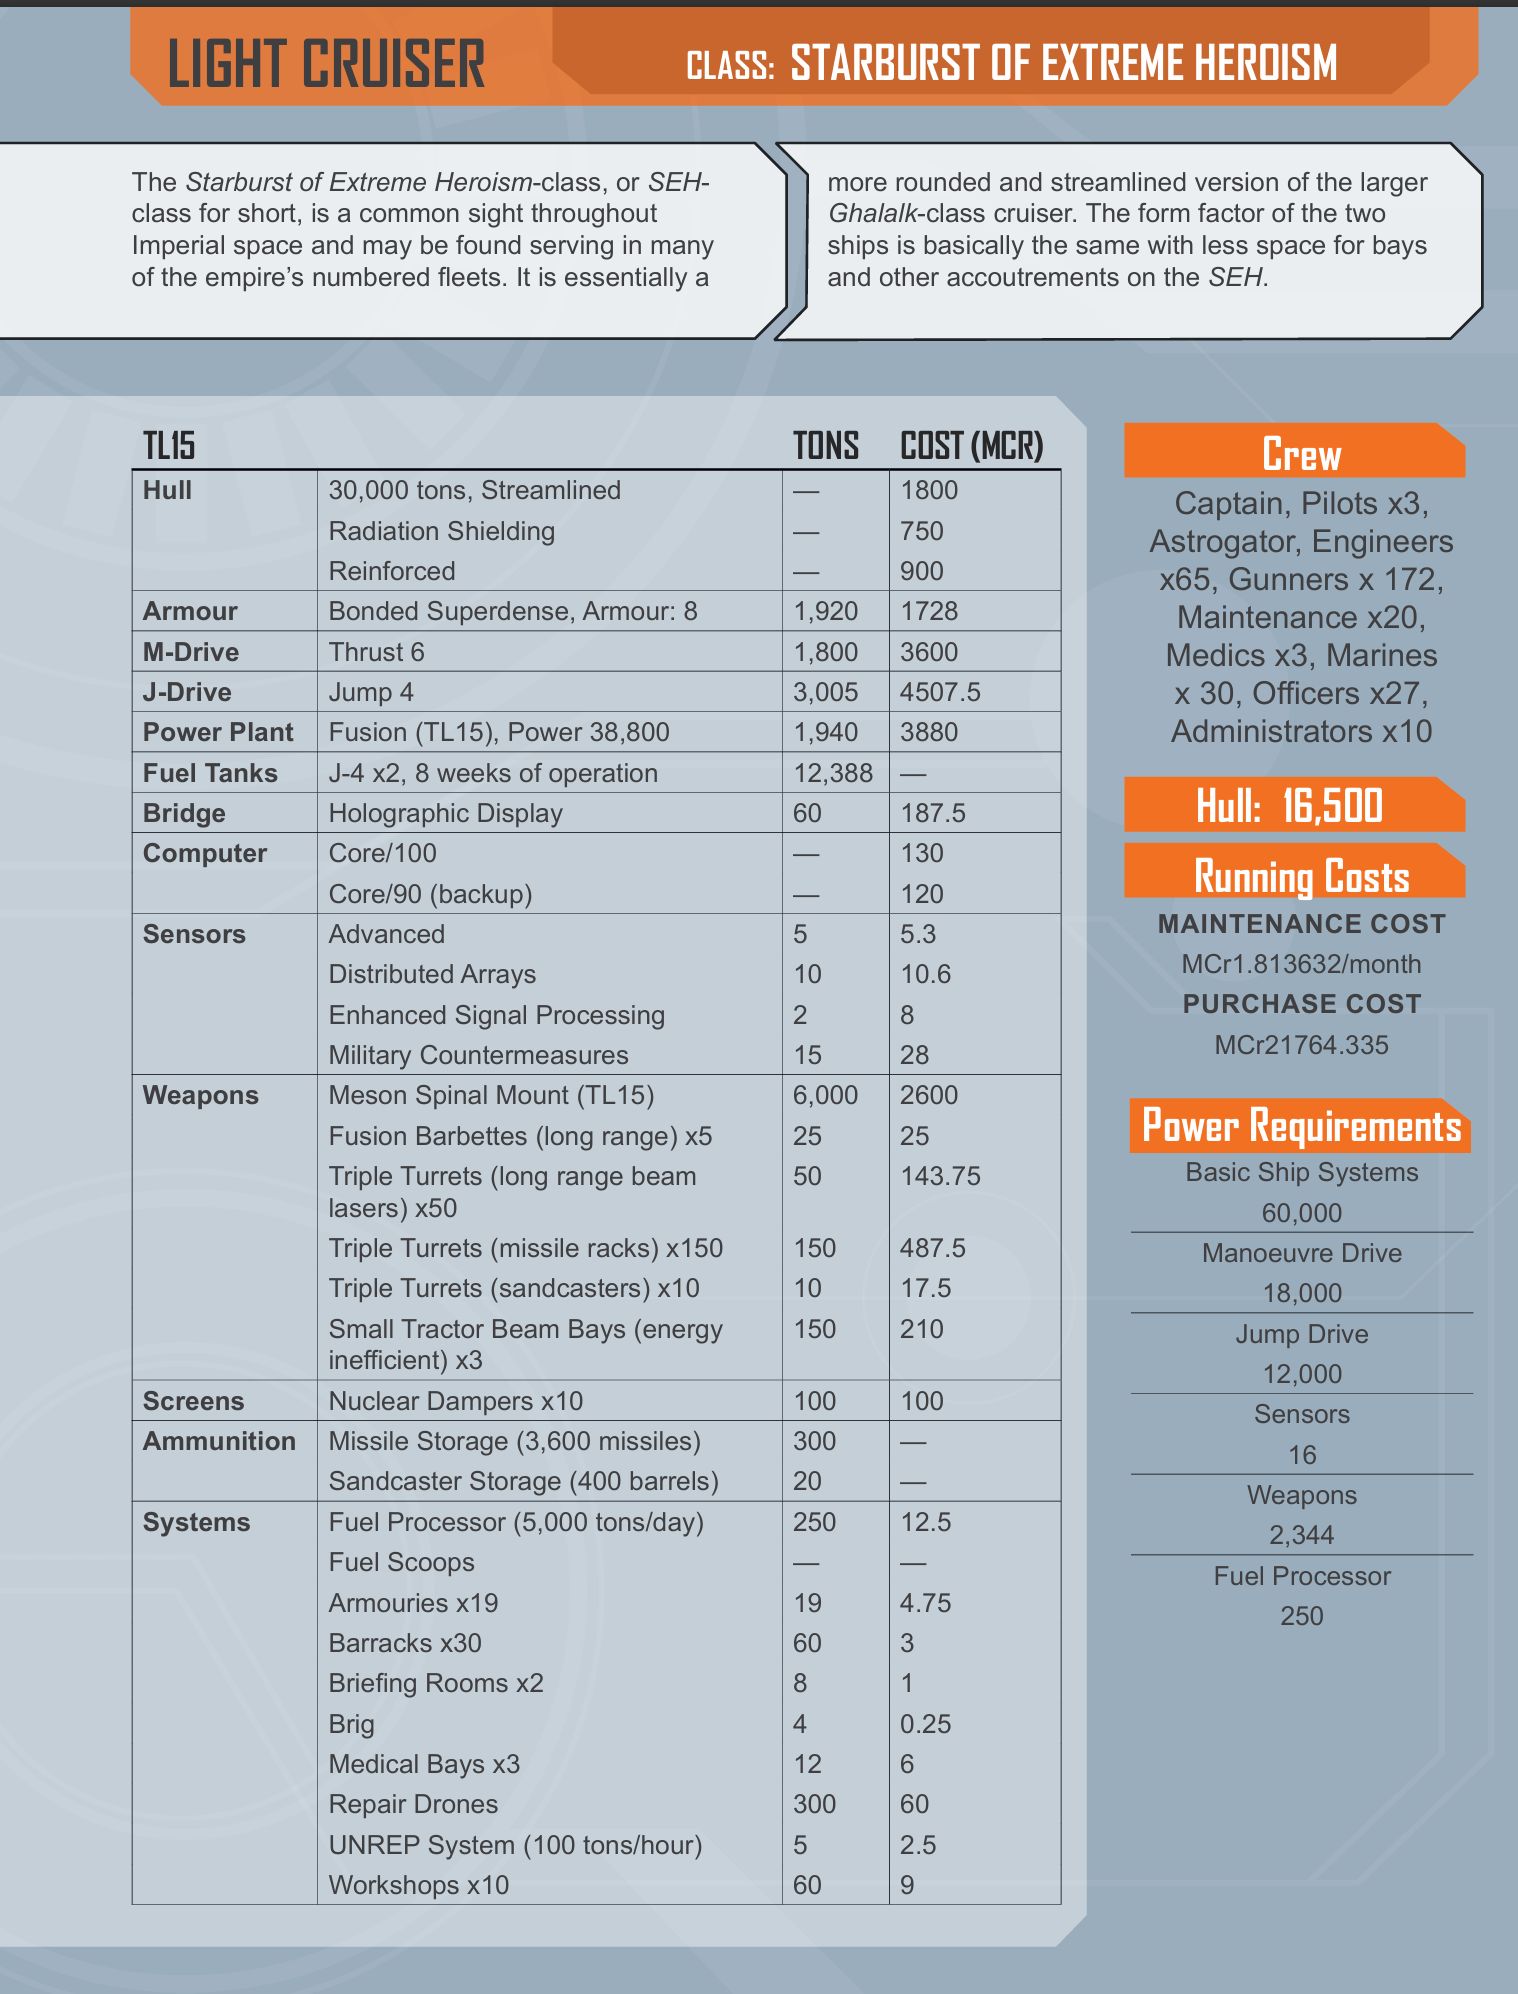 LIGHT CRUISER
CLASS: STARBURST OF EXTREME HEROISM
The Starburst of Extreme Heroism-class, or SEH-
class for short, is a common sight throughout
Imperial space and may be found serving in many
of the empire's numbered fleets. It is essentially a
more rounded and streamlined version of the larger
Ghalalk-class cruiser. The form factor of the two
ships is basically the same with less space for bays
and other accoutrements on the SEH.
TL15 TONS COST (MCR)
Hull 30,000 tons, Streamlined — 1800
Radiation Shielding — 750
Reinforced — 900
Armour Bonded Superdense, Armour: 8 1,920 1728
M-Drive Thrust 6 1,800 3600
J-Drive Jump 4 3,005 4507.5
Power Plant Fusion (TL15), Power 38,800 1,940 3880
Fuel Tanks J-4 x2, 8 weeks of operation 12,388 —
Bridge Holographic Display 60 187.5
Computer Core/100 — 130
Core/90 (backup) — 120
Sensors Advanced 5 5.3
Distributed Arrays 10 10.6
Enhanced Signal Processing 2 8
Military Countermeasures 15 28
Weapons Meson Spinal Mount (TL15) 6,000 2600
Fusion Barbettes (long range) x5 25 25
Triple Turrets (long range beam 50 143.75
lasers) x50
Triple Turrets (missile racks) x150 150 487.5
Triple Turrets (sandcasters) x10 10 17.5
Small Tractor Beam Bays (energy 150 210
inefficient) x3
Screens Nuclear Dampers x10 100 100
Ammunition Missile Storage (3,600 missiles) 300 —
Sandcaster Storage (400 barrels) 20 —
Systems Fuel Processor (5,000 tons/day) 250 12.5
Fuel Scoops — —
Armouries x19 19 4.75
Barracks x30 60 3
Briefing Rooms x2 8 1
Brig 4 0.25
Medical Bays x3 12 6
Repair Drones 300 60
UNREP System (100 tons/hour) 5 2.5
Workshops x10 60 9
Crew
Captain, Pilots x3,
Astrogator, Engineers
x65, Gunners x 172,
Maintenance x20,
Medics x3, Marines
x 30, Officers x27,
Administrators x10
Hull: 16,500
Running Costs
MAINTENANCE COST
MCr1.813632/month
PURCHASE COST
MCr21764.335
Power Requirements
Basic Ship Systems
60,000
Manoeuvre Drive
18,000
Jump Drive
12,000
Sensors
16
Weapons
2,344
Fuel Processor
250